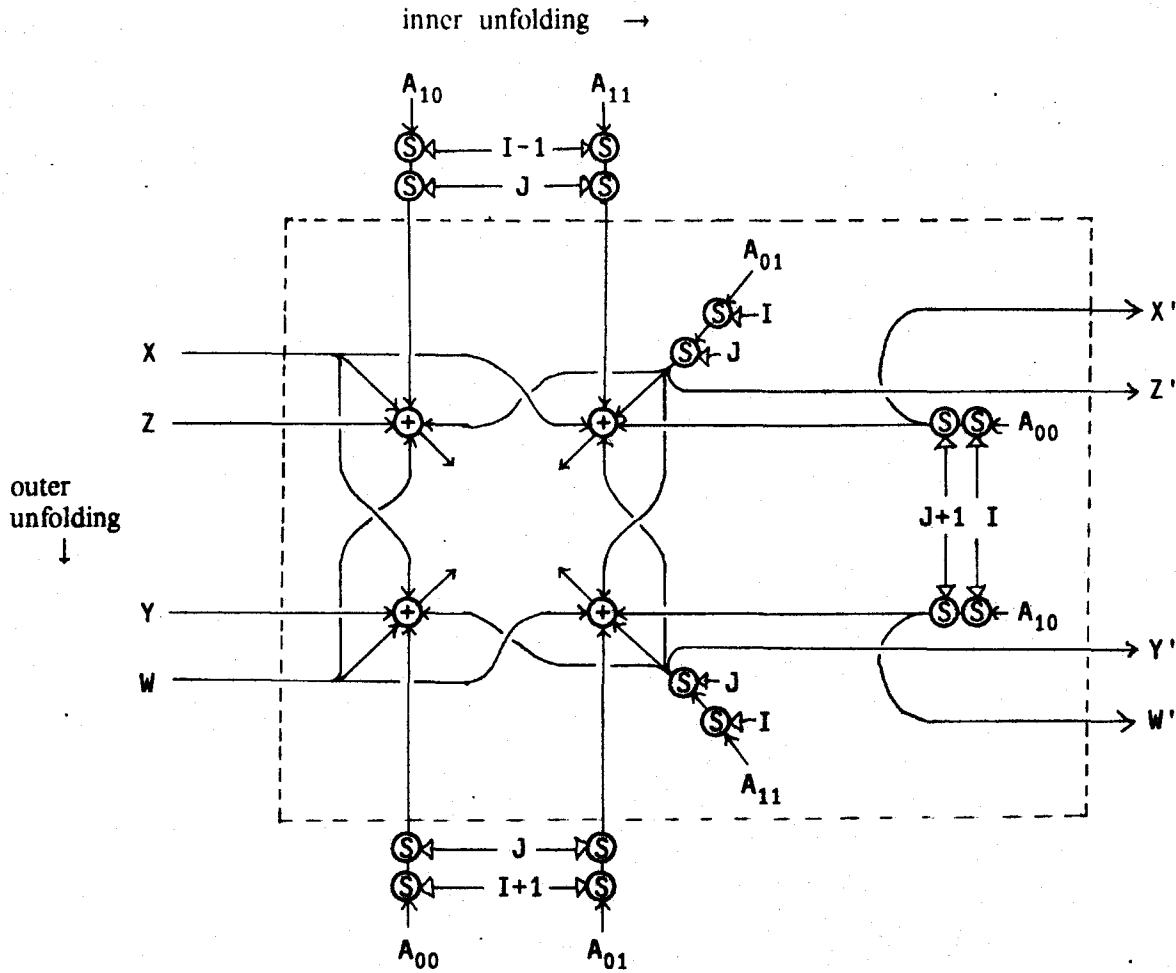 inner unfolding →
A10 A11
S I-1 S
S J S
A01
S I
X'
X
S J
Z'
Z + + S S A00
outer
unfolding
↓
J+1 I
Y + + S S A10
Y'
W
S J
S I
W'
A11
S J S
S I+1 S
A00 A01